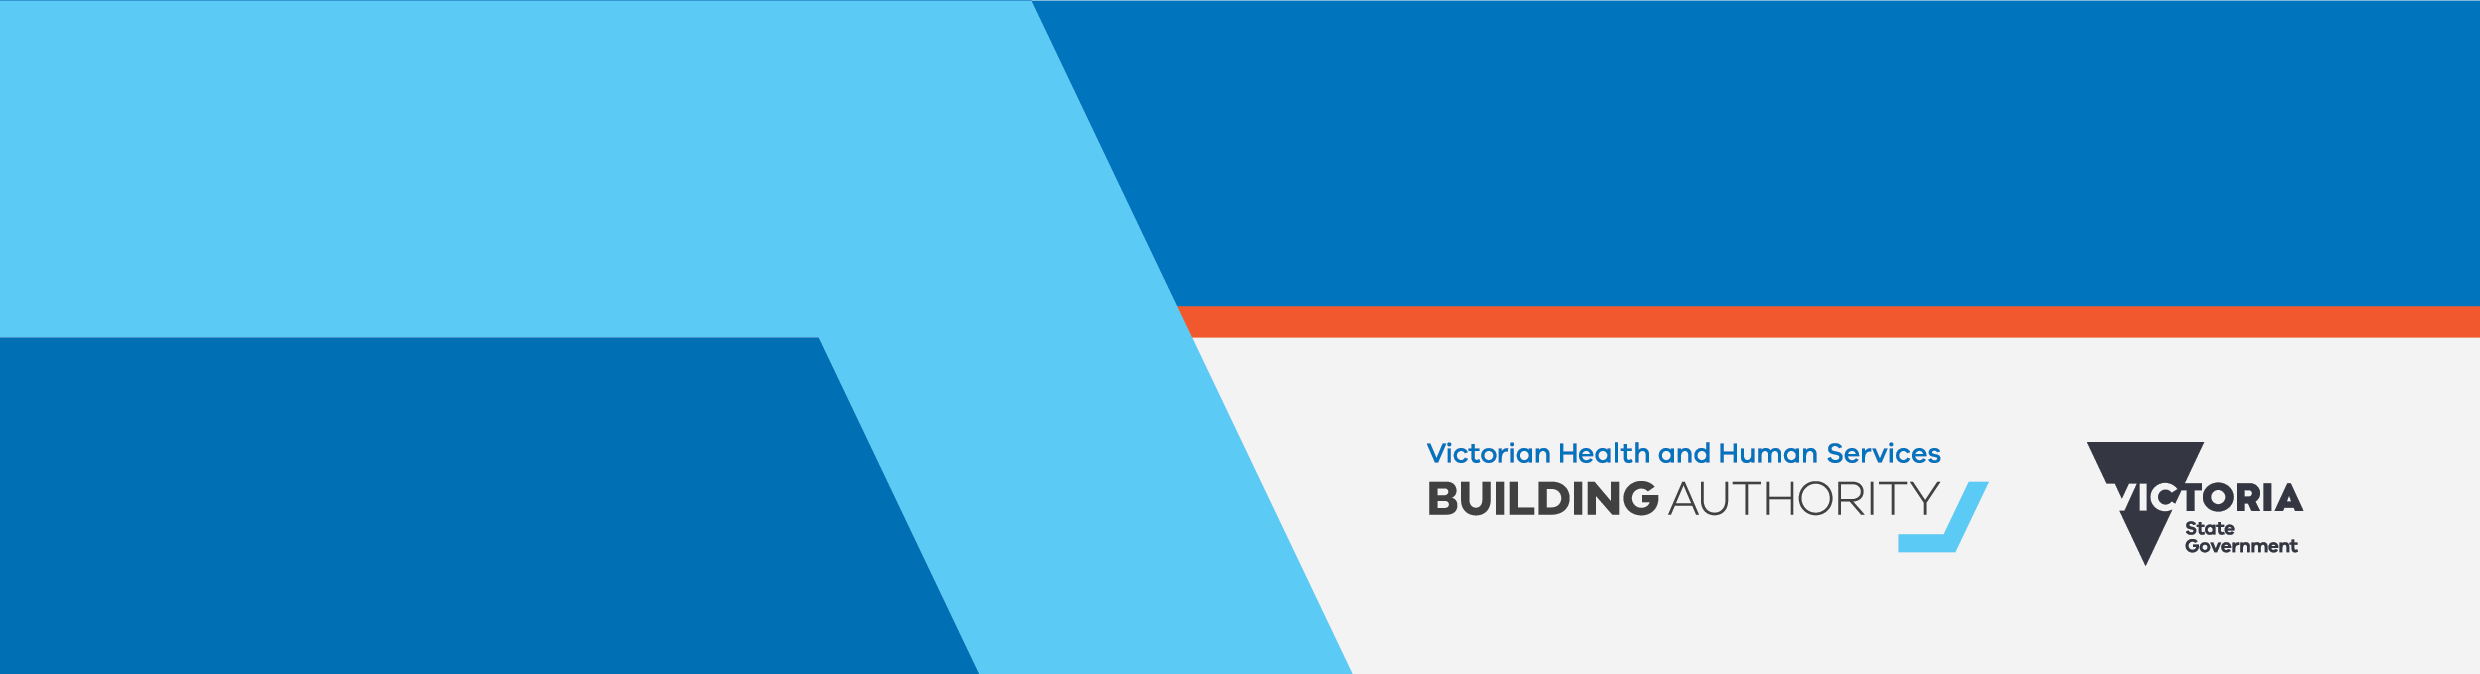 Victorian Health and Human Services
BUILDING AUTHORITY
VICTORIA
State
Government